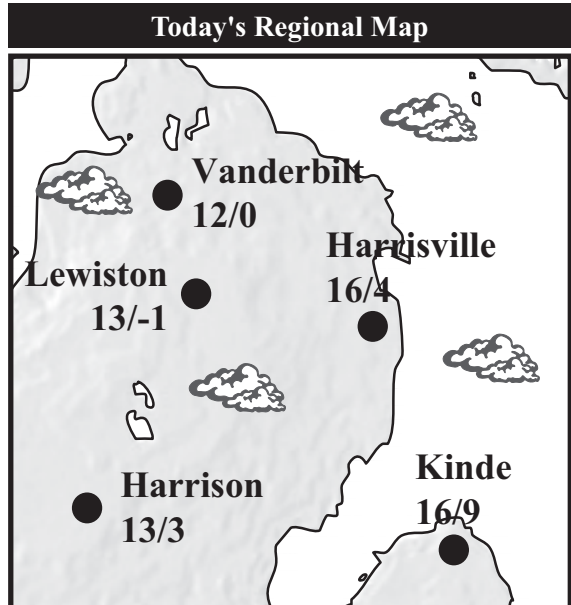 Today's Regional Map
Vanderbilt
12/0
Harrisville
16/4
Lewiston
13/-1
Kinde
16/9
Harrison
13/3